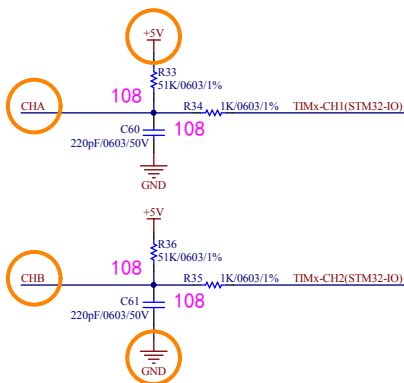 +5V
R33
51K/0603/1%
CHA
108
R34
1K/0603/1%
TIMx-CH1(STM32-IO)
C60
108
220pF/0603/50V
GND
+5V
R36
51K/0603/1%
CHB
108
R35
1K/0603/1%
TIMx-CH2(STM32-IO)
C61
108
220pF/0603/50V
GND